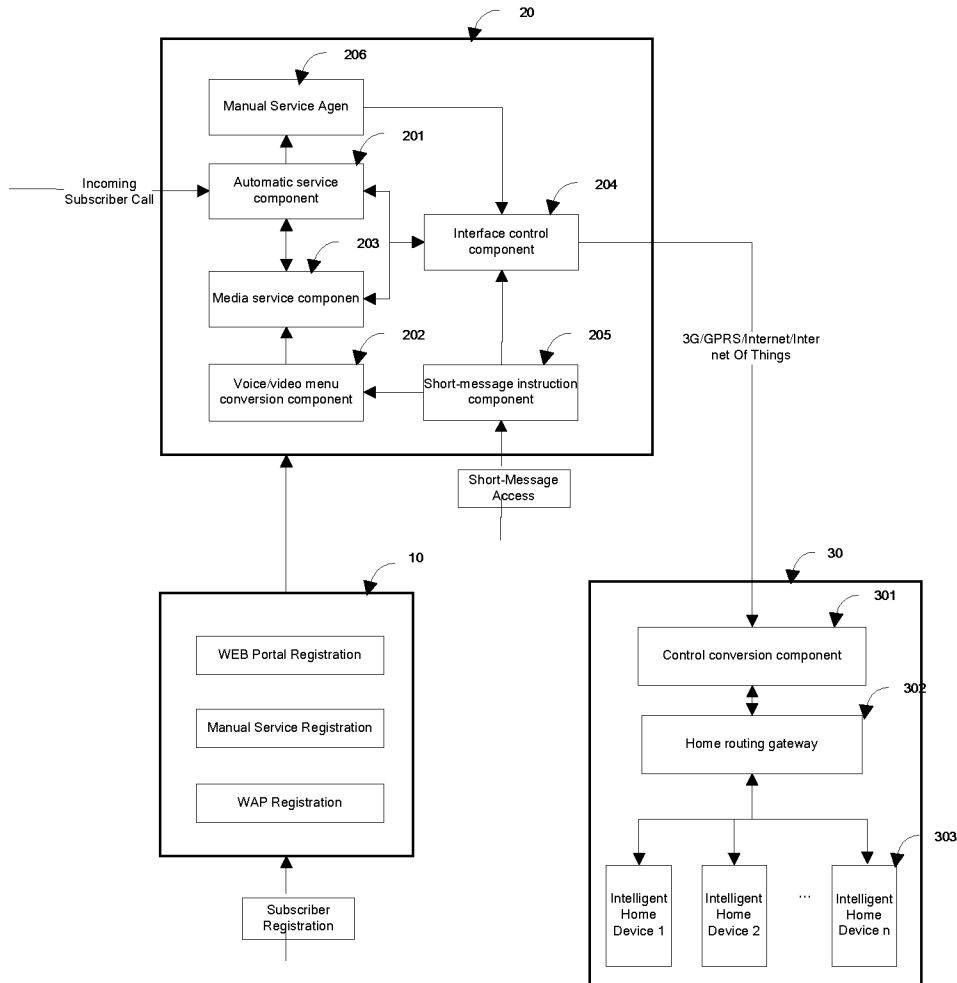 20
206
Manual Service Agen
201
Incoming
Subscriber Call
Automatic service
component
204
Interface control
component
203
Media service componen
202
205
3G/GPRS/Internet/Inter
net Of Things
Voice/video menu
conversion component
Short-message instruction
component
Short-Message
Access
10
30
301
WEB Portal Registration
Control conversion component
302
Manual Service Registration
Home routing gateway
WAP Registration
303
Subscriber
Registration
Intelligent
Home
Device 1
Intelligent
Home
Device 2
...
Intelligent
Home
Device n